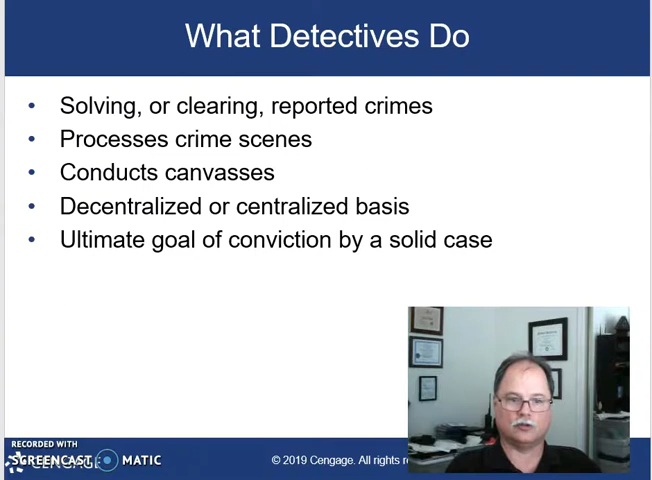 What Detectives Do
• Solving, or clearing, reported crimes
• Processes crime scenes
• Conducts canvasses
• Decentralized or centralized basis
• Ultimate goal of conviction by a solid case
RECORDED WITH
SCREENCAST MATIC
CENGAGE
© 2019 Cengage. All rights